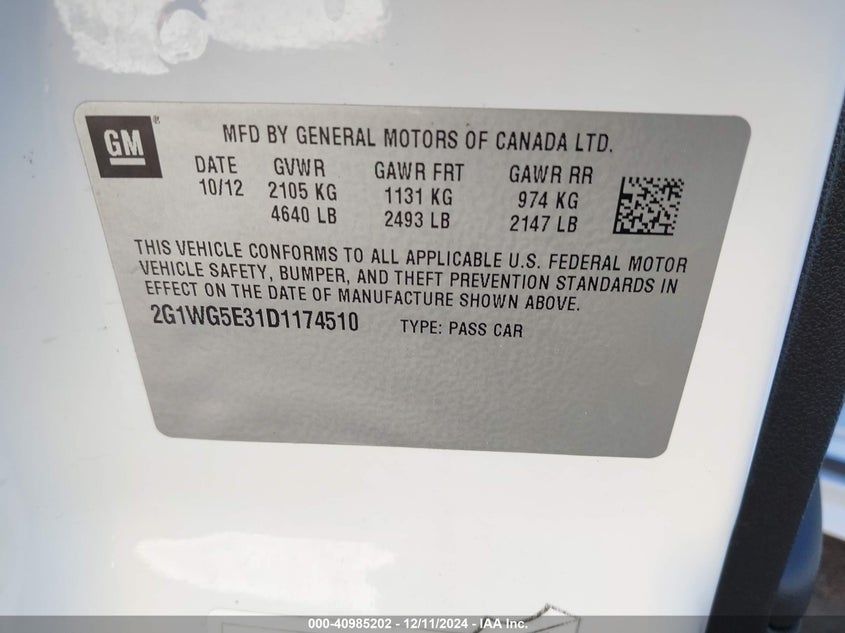 GM®
MFD BY GENERAL MOTORS OF CANADA LTD.
DATE GVWR GAWR FRT GAWR RR
10/12 2105 KG 1131 KG 974 KG
4640 LB 2493 LB 2147 LB
THIS VEHICLE CONFORMS TO ALL APPLICABLE U.S. FEDERAL MOTOR
VEHICLE SAFETY, BUMPER, AND THEFT PREVENTION STANDARDS IN
EFFECT ON THE DATE OF MANUFACTURE SHOWN ABOVE.
2G1WG5E31D1174510 TYPE: PASS CAR
000-40985202 - 12/11/2024 - IAA Inc.